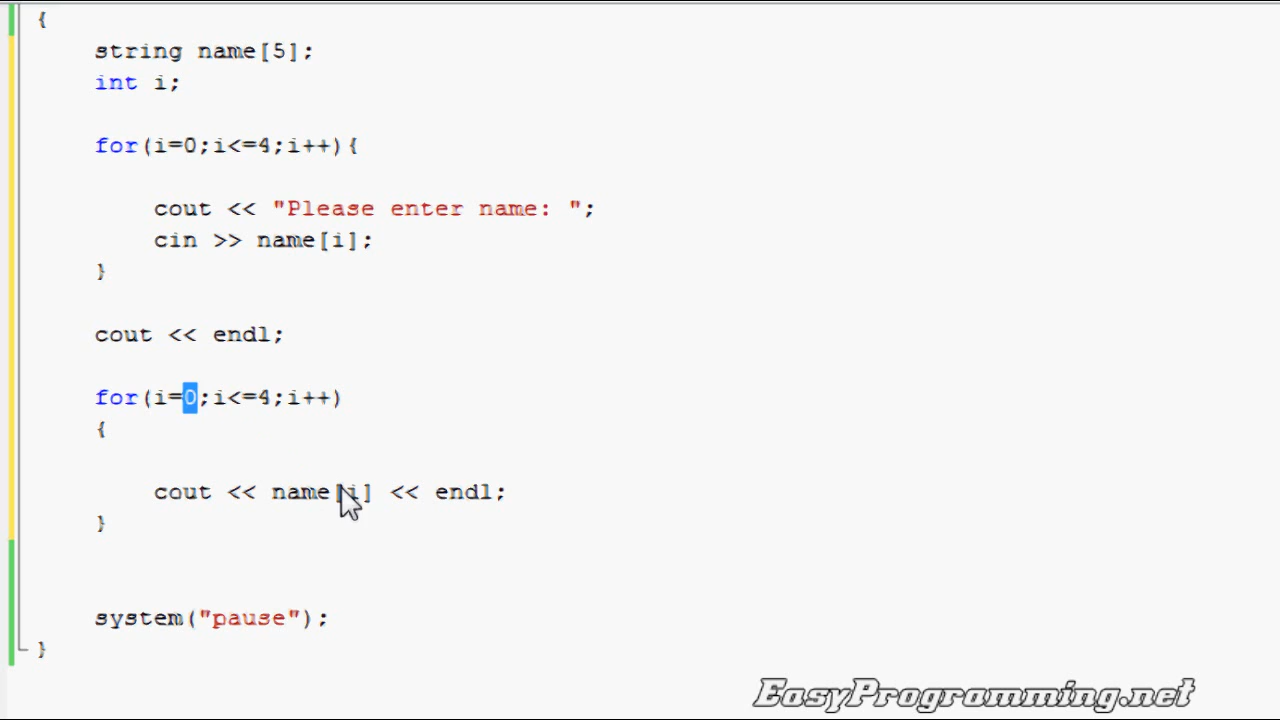 {
string name[5];
int i;
for(i=0;i<=4;i++){
cout << "Please enter name: ";
cin >> name[i];
}
cout << endl;
for(i=0;i<=4;i++)
{
cout << name[i] << endl;
}
system("pause");
}
EasyProgramming.net